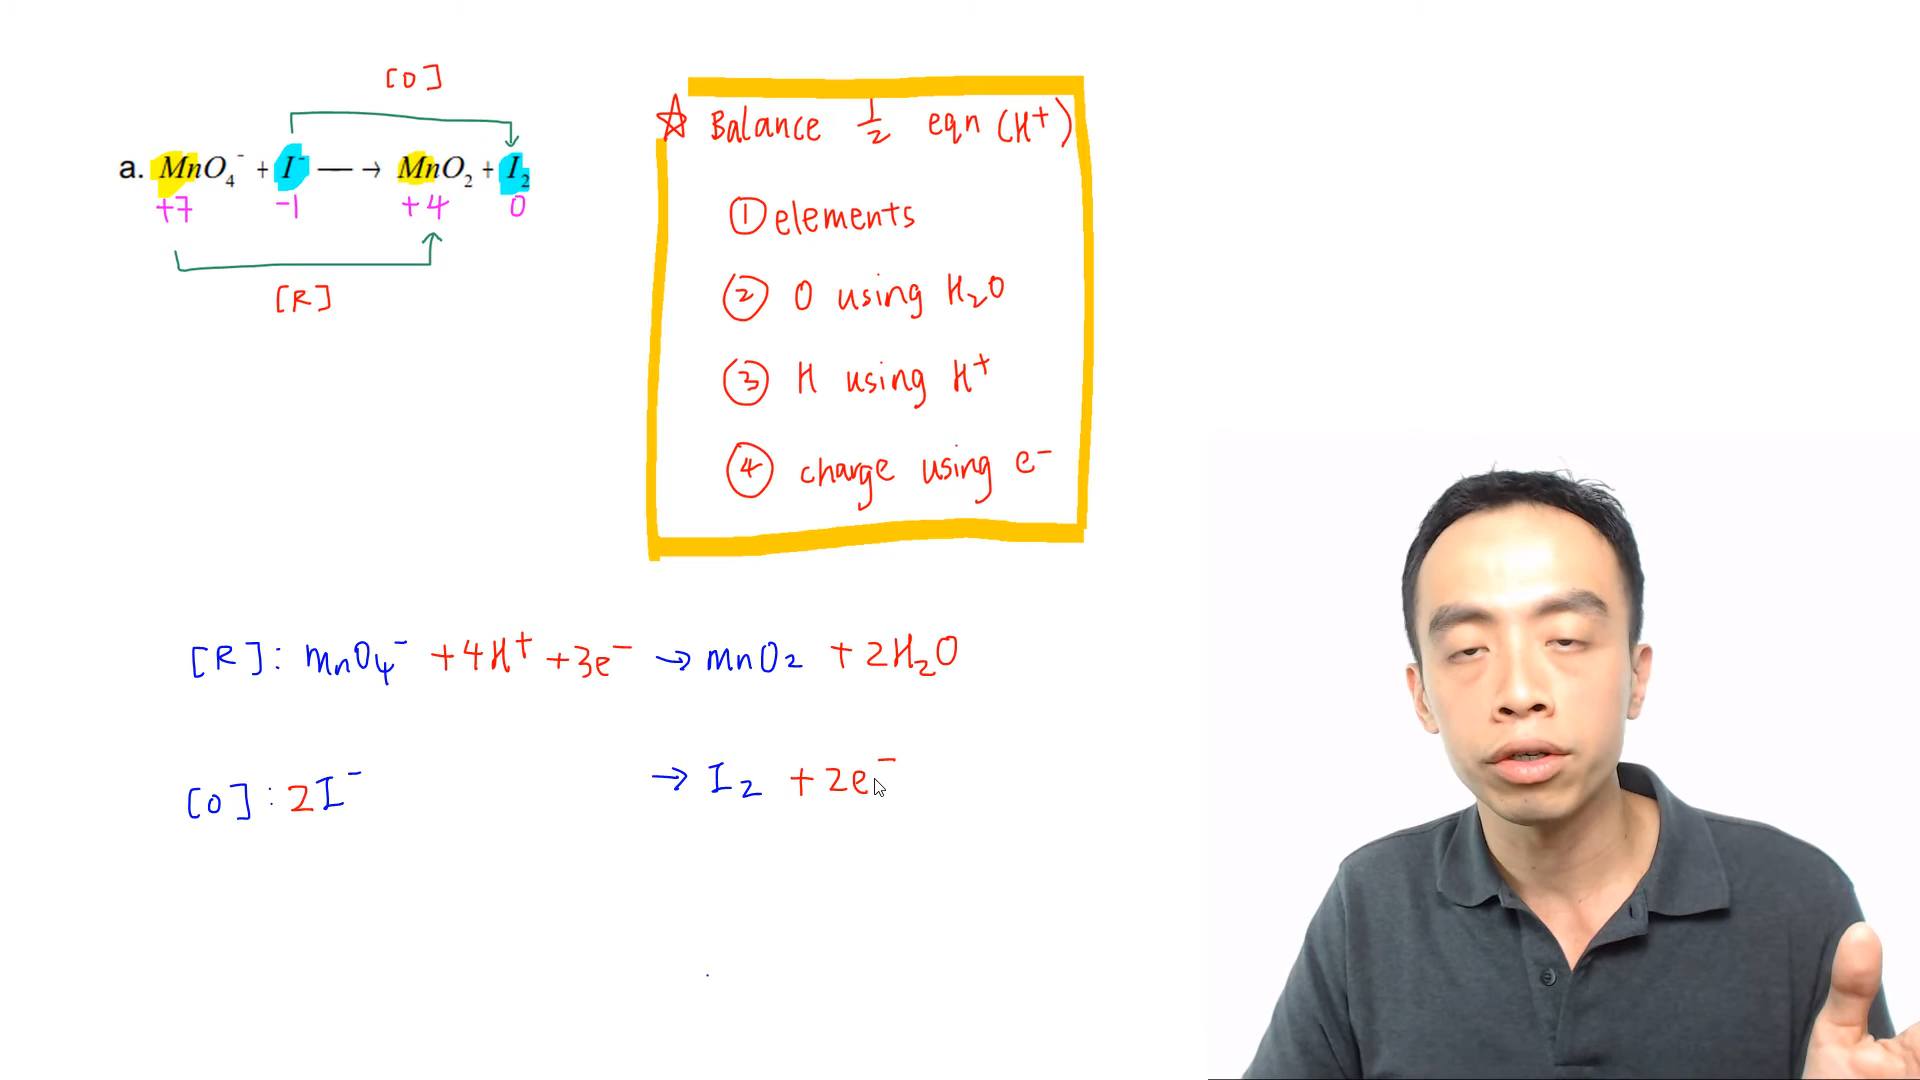 [O]
a. MnO₄⁻ + I⁻ —→ MnO₂ + I₂
+7 -1 +4 0
[R]
☆ Balance ½ eqn (H⁺)
① elements
② O using H₂O
③ H using H⁺
④ charge using e⁻
[R]: MnO₄⁻ +4H⁺ +3e⁻ → MnO₂ +2H₂O
[O]: 2I⁻ → I₂ +2e⁻